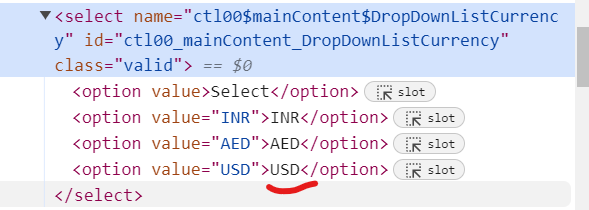 ▼<select name="ctl00$mainContent$DropDownListCurrenc
y" id="ctl00_mainContent_DropDownListCurrency"
class="valid"> == $0
<option value>Select</option> slot
<option value="INR">INR</option> slot
<option value="AED">AED</option> slot
<option value="USD">USD</option> slot
</select>